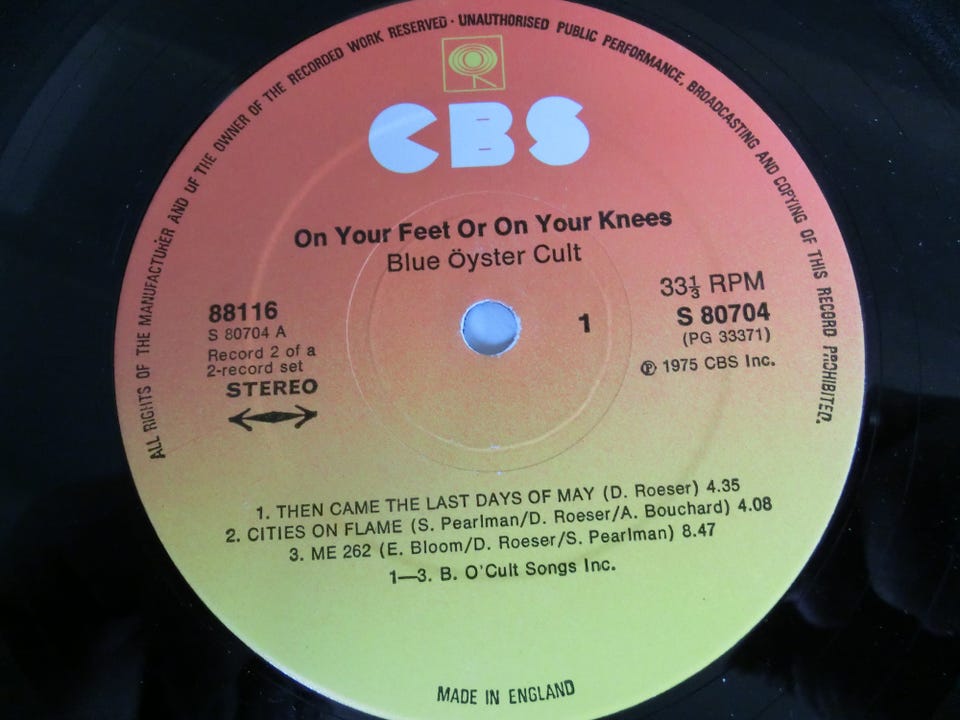 ALL RIGHTS OF THE MANUFACTURER AND OF THE OWNER OF THE RECORDED WORK RESERVED · UNAUTHORISED PUBLIC PERFORMANCE, BROADCASTING AND COPYING OF THIS RECORD PROHIBITED.
CBS
On Your Feet Or On Your Knees
Blue Öyster Cult
88116
S 80704 A
Record 2 of a
2-record set
STEREO
1
33⅓ RPM
S 80704
(PG 33371)
℗ 1975 CBS Inc.
1. THEN CAME THE LAST DAYS OF MAY (D. Roeser) 4.35
2. CITIES ON FLAME (S. Pearlman/D. Roeser/A. Bouchard) 4.08
3. ME 262 (E. Bloom/D. Roeser/S. Pearlman) 8.47
1—3. B. O'Cult Songs Inc.
MADE IN ENGLAND